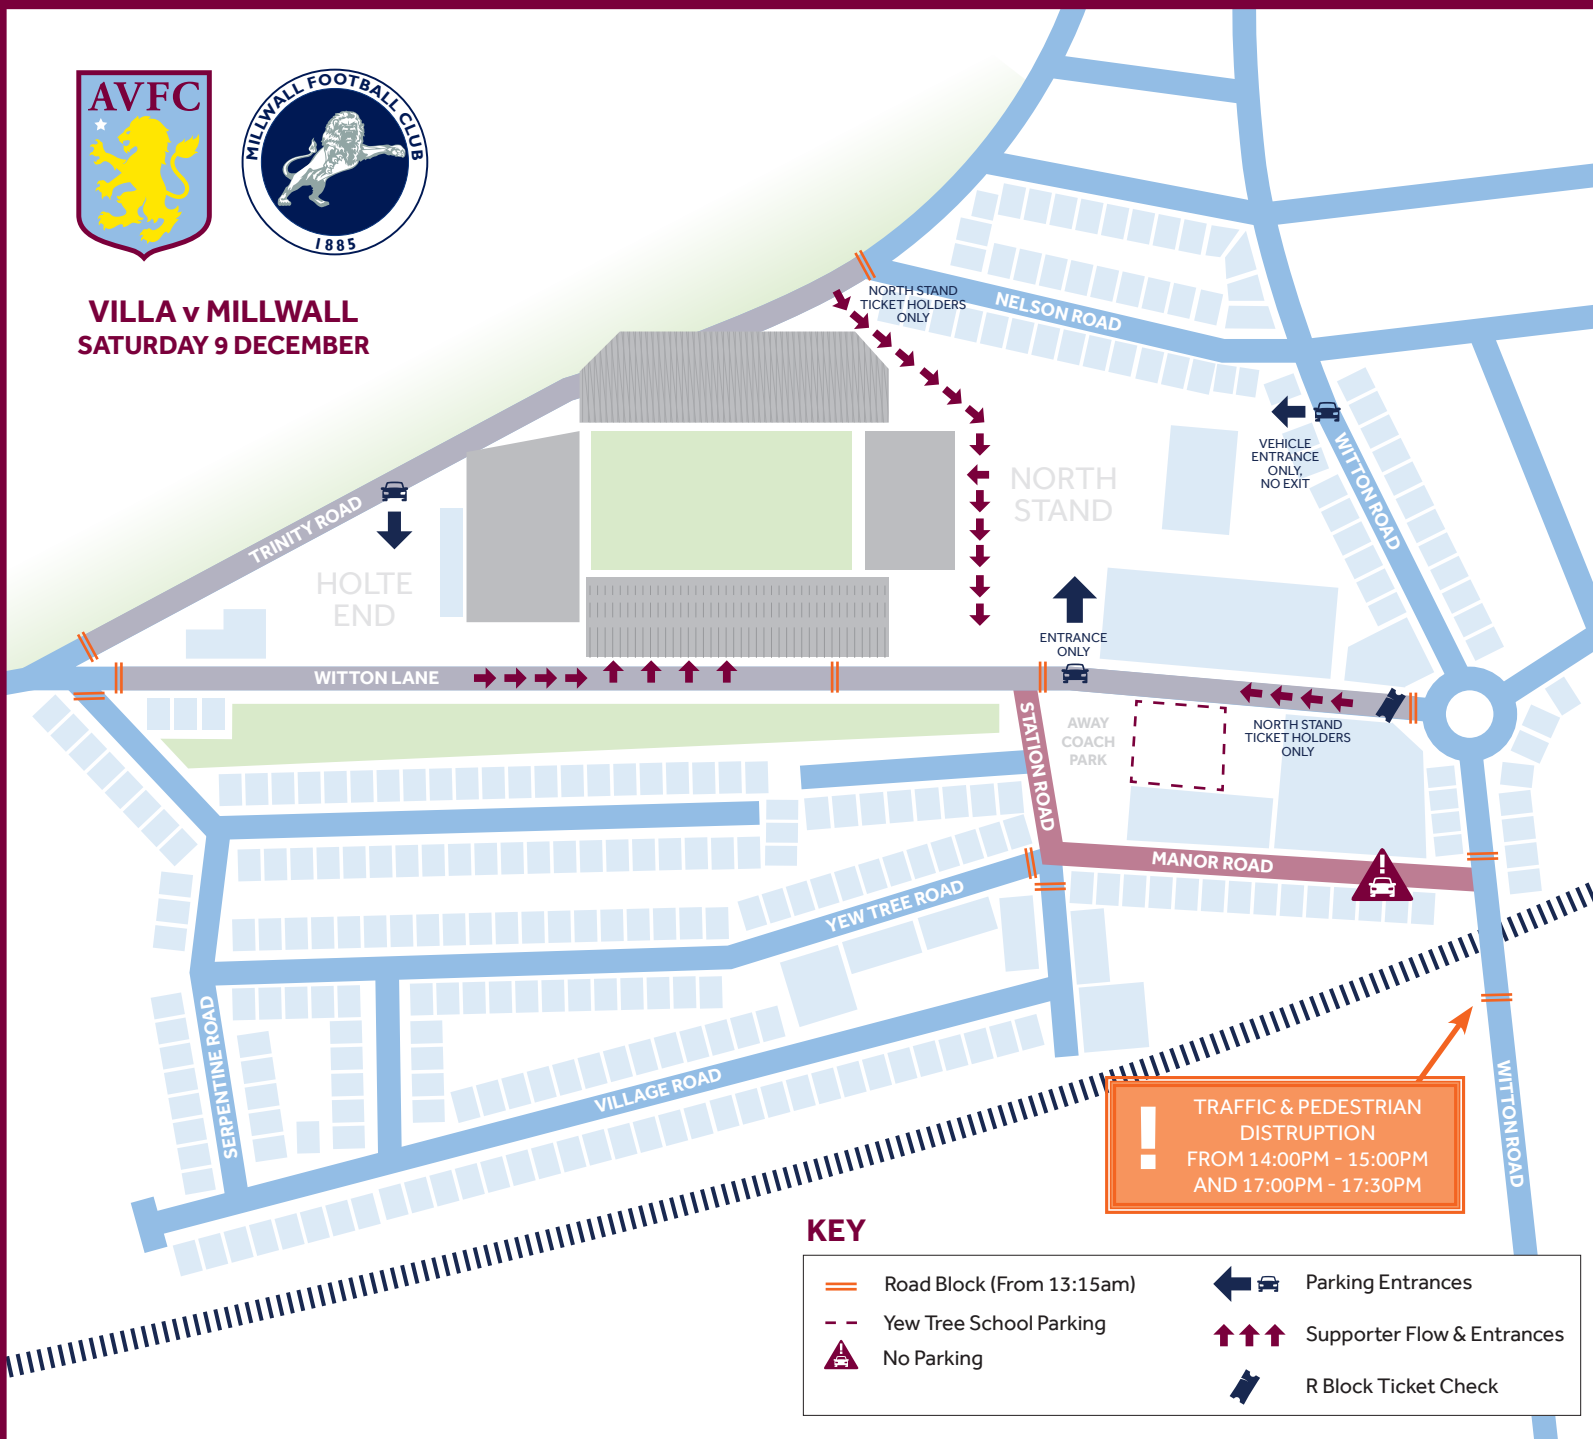 AVFC
MILLWALL FOOTBALL CLUB
1885
VILLA v MILLWALL
SATURDAY 9 DECEMBER
NORTH STAND
TICKET HOLDERS
ONLY
NELSON ROAD
VEHICLE
ENTRANCE
ONLY,
NO EXIT
WITTON ROAD
TRINITY ROAD
HOLTE
END
NORTH
STAND
ENTRANCE
ONLY
WITTON LANE
STATION ROAD
AWAY
COACH
PARK
NORTH STAND
TICKET HOLDERS
ONLY
MANOR ROAD
YEW TREE ROAD
SERPENTINE ROAD
VILLAGE ROAD
WITTON ROAD
!
TRAFFIC & PEDESTRIAN
DISTRUPTION
FROM 14:00PM - 15:00PM
AND 17:00PM - 17:30PM
KEY
Road Block (From 13:15am)
Yew Tree School Parking
No Parking
Parking Entrances
Supporter Flow & Entrances
R Block Ticket Check